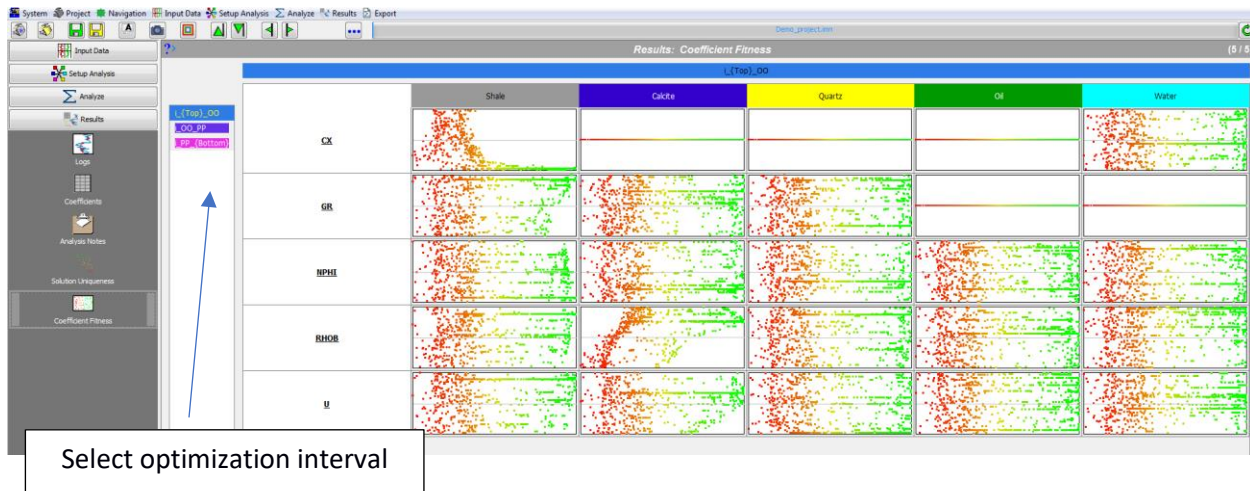 System Project Navigation Input Data Setup Analysis Analyze Results Export
A ... Demo_project.inn
Input Data
Setup Analysis
Analyze
Results
Logs
Coefficients
Analysis Notes
Solution Uniqueness
Coefficient Fitness
?
Results: Coefficient Fitness (5 / 5
i_{Top}_OO
i_{Top}_OO
i_OO_PP
i_PP_{Bottom}
Shale Calcite Quartz Oil Water
CX
GR
NPHI
RHOB
U
Select optimization interval